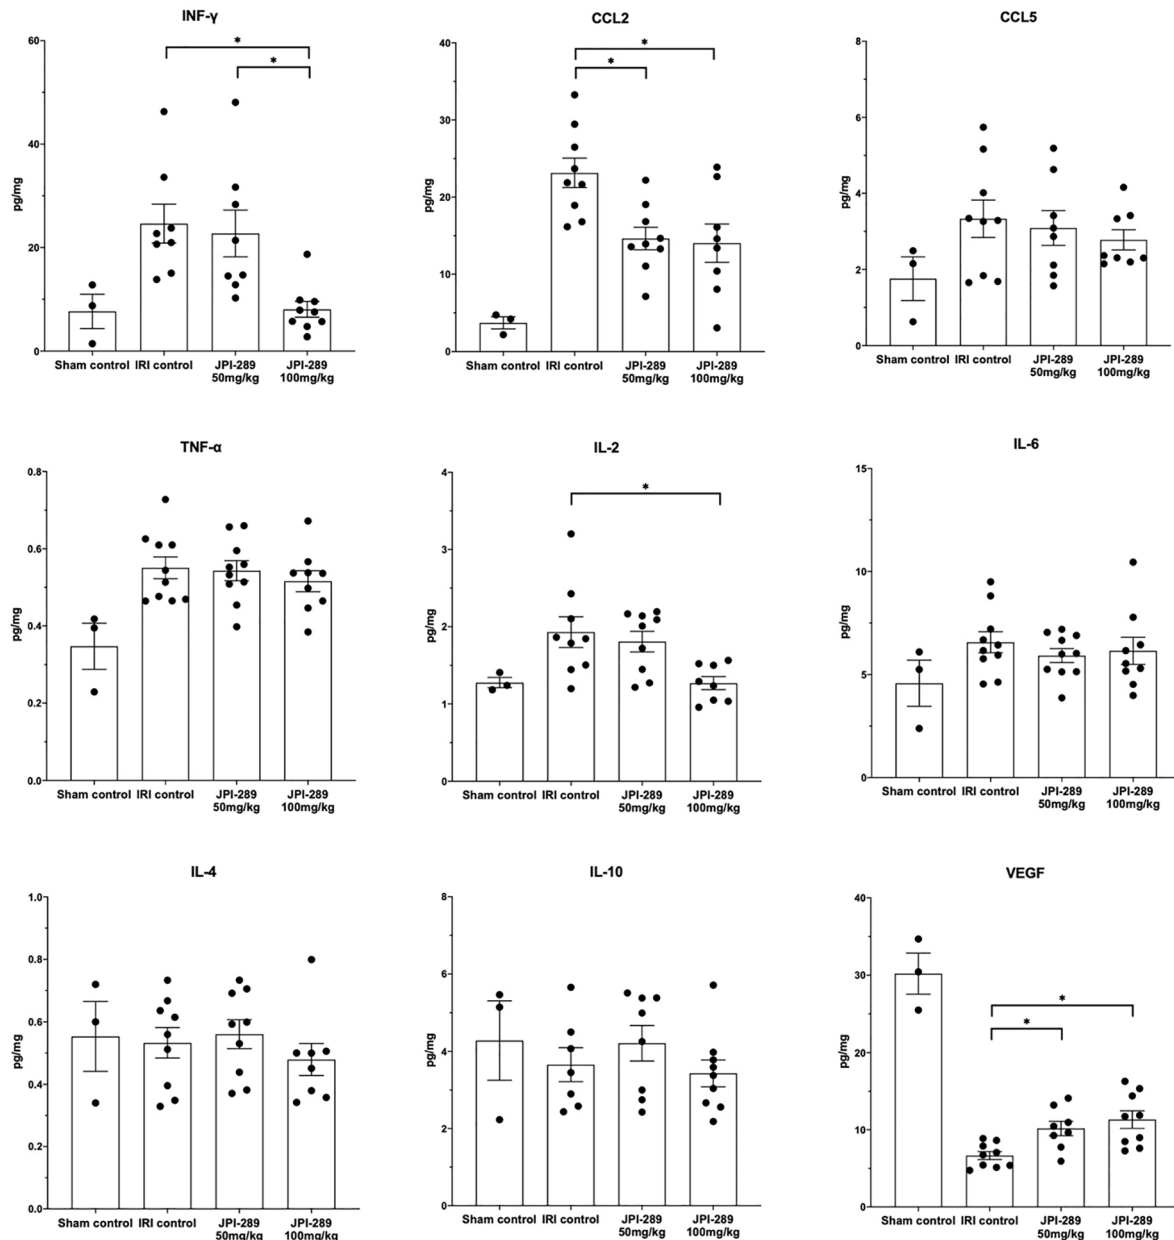 INF-γ
60
40
20
0
pg/mg
*
*
Sham control
IRI control
JPI-289
50mg/kg
JPI-289
100mg/kg
CCL2
40
30
20
10
0
pg/mg
*
*
Sham control
IRI control
JPI-289
50mg/kg
JPI-289
100mg/kg
CCL5
8
6
4
2
0
pg/mg
Sham control
IRI control
JPI-289
50mg/kg
JPI-289
100mg/kg
TNF-α
0.8
0.6
0.4
0.2
0.0
pg/mg
Sham control
IRI control
JPI-289
50mg/kg
JPI-289
100mg/kg
IL-2
4
3
2
1
0
pg/mg
*
Sham control
IRI control
JPI-289
50mg/kg
JPI-289
100mg/kg
IL-6
15
10
5
0
pg/mg
Sham control
IRI control
JPI-289
50mg/kg
JPI-289
100mg/kg
IL-4
1.0
0.8
0.6
0.4
0.2
0.0
pg/mg
Sham control
IRI control
JPI-289
50mg/kg
JPI-289
100mg/kg
IL-10
8
6
4
2
0
pg/mg
Sham control
IRI control
JPI-289
50mg/kg
JPI-289
100mg/kg
VEGF
40
30
20
10
0
pg/mg
*
*
Sham control
IRI control
JPI-289
50mg/kg
JPI-289
100mg/kg